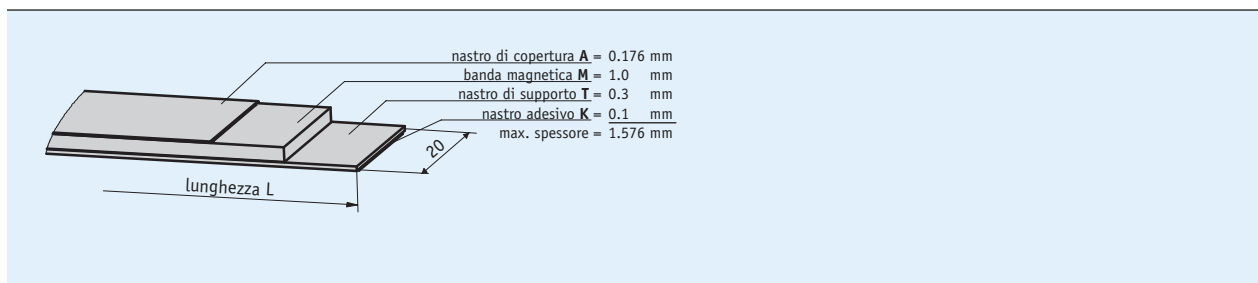 nastro di copertura A = 0.176 mm
banda magnetica M = 1.0 mm
nastro di supporto T = 0.3 mm
nastro adesivo K = 0.1 mm
max. spessore = 1.576 mm
20
lunghezza L